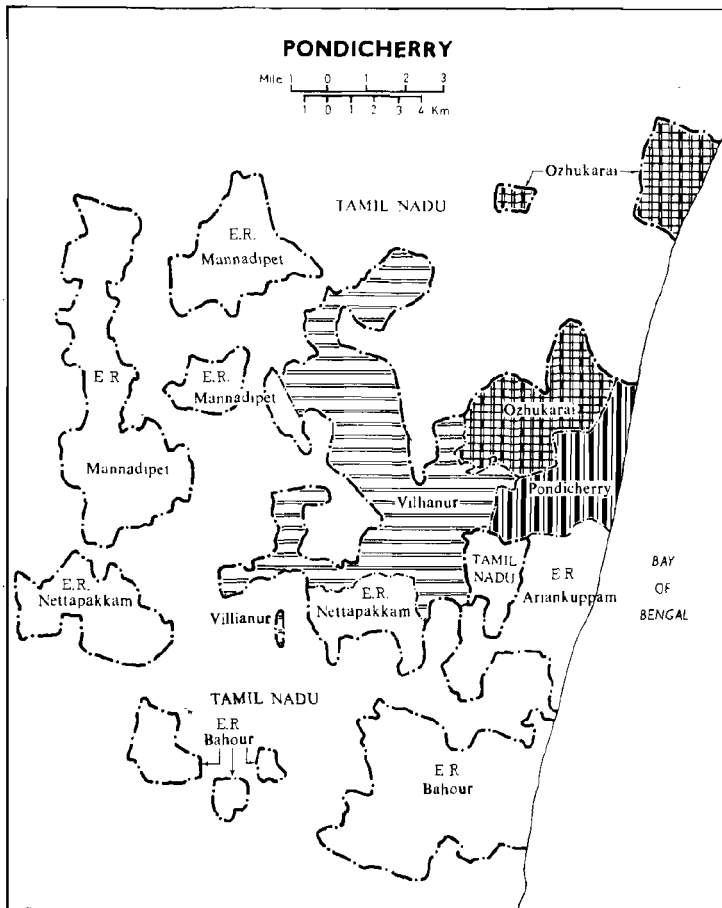 PONDICHERRY
Mile 1 0 1 2 3
1 0 1 2 3 4 Km
Ozhukarai
TAMIL NADU
E.R.
Mannadipet
E R
E.R.
Mannadipet
Ozhukarai
Mannadipet
Villianur
Pondicherry
TAMIL
NADU
E R
Ariankuppam
BAY
OF
BENGAL
E.R.
Nettapakkam
E.R.
Nettapakkam
Villianur
TAMIL NADU
E.R
Bahour
E R
Bahour